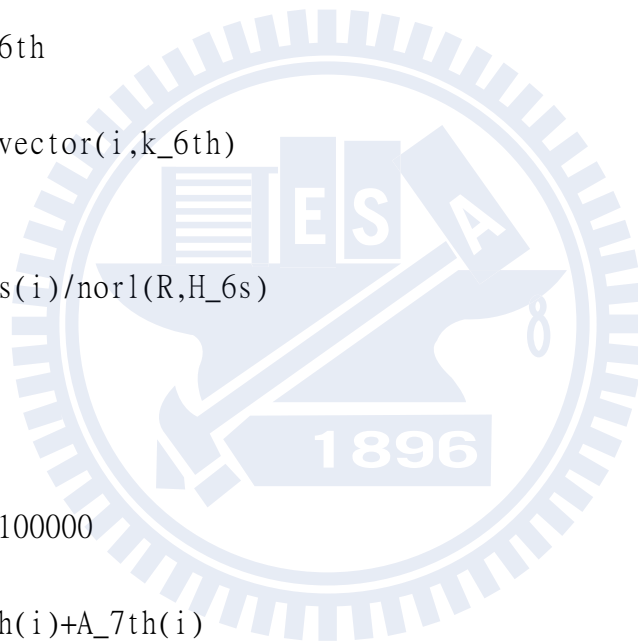 6th
vector(i,k_6th)
s(i)/norl(R,H_6s)
100000
h(i)+A_7th(i)
E S A
1896